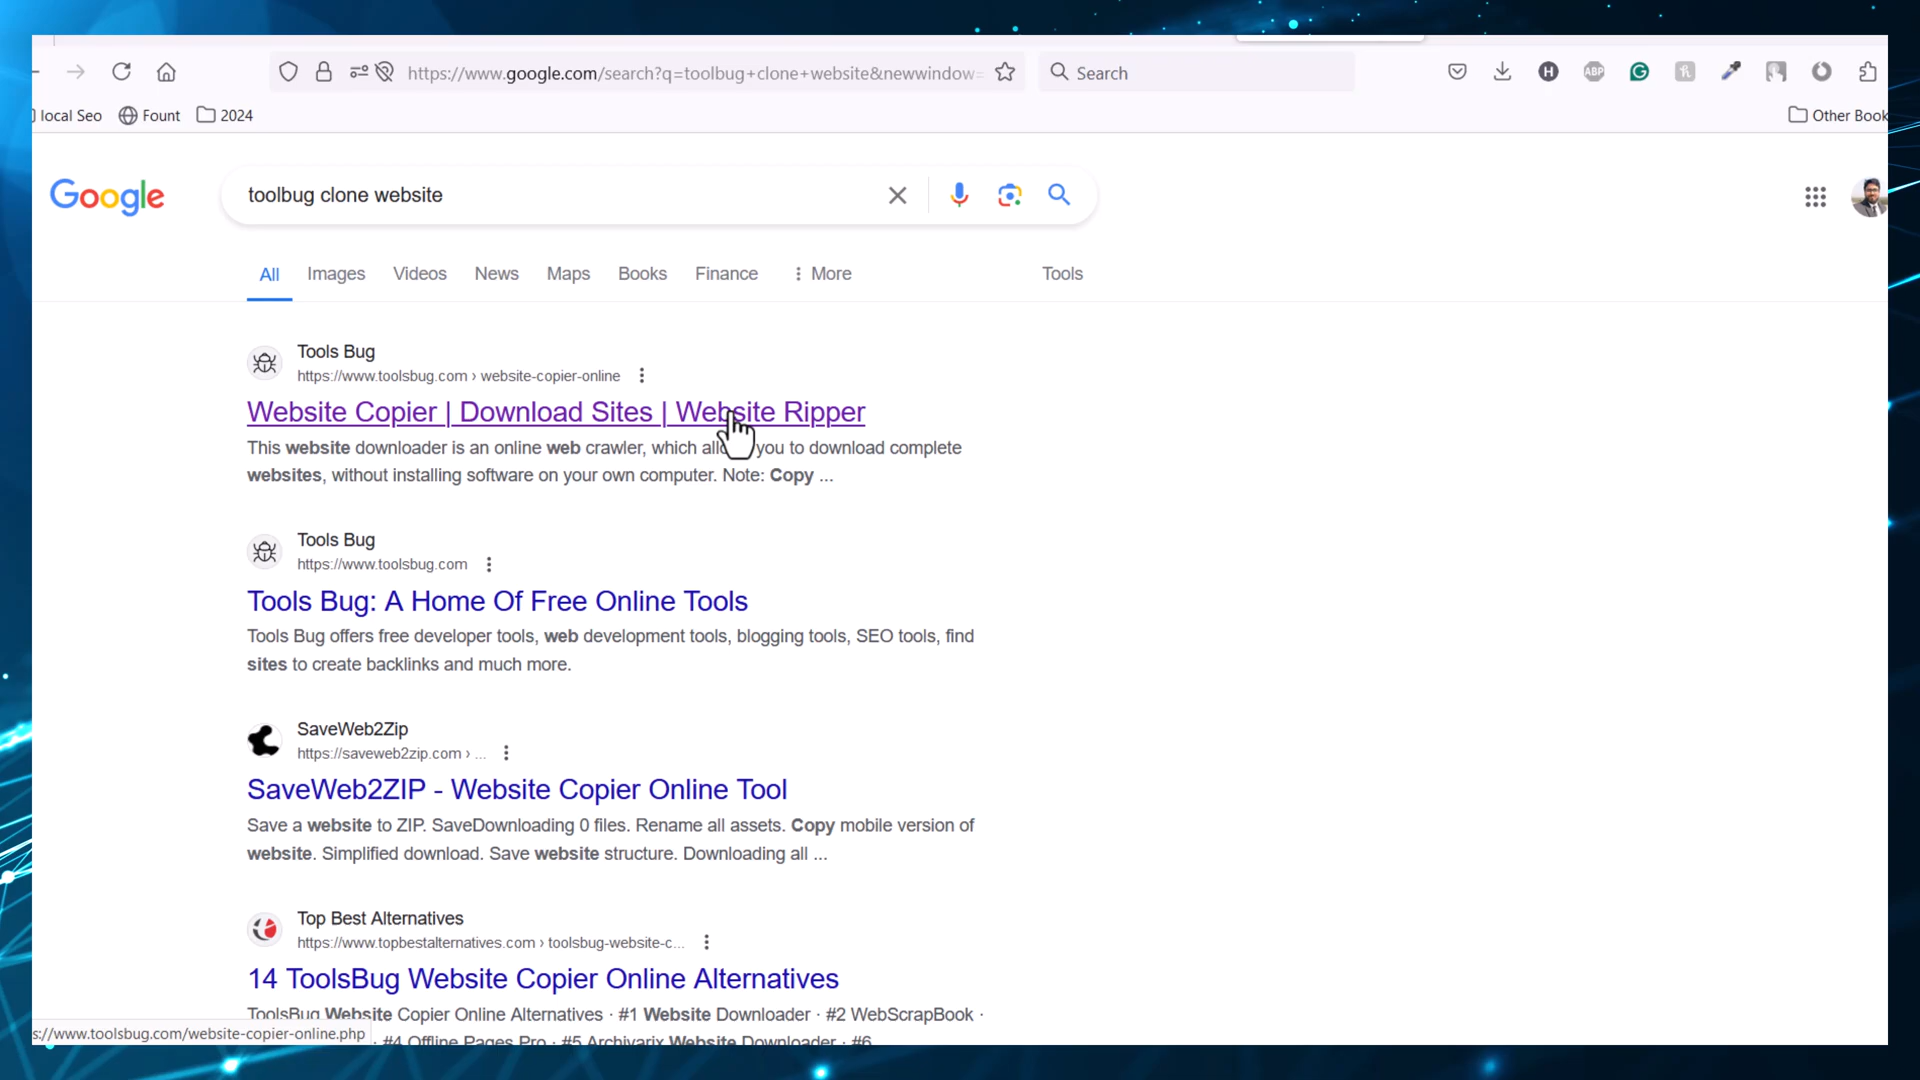 https://www.google.com/search?q=toolbug+clone+website&newwindow=
Search
H
ABP
local Seo
Fount
2024
Other Book
Google
toolbug clone website
All
Images
Videos
News
Maps
Books
Finance
More
Tools
Tools Bug
https://www.toolsbug.com › website-copier-online
Website Copier | Download Sites | Website Ripper
This website downloader is an online web crawler, which you to download complete
websites, without installing software on your own computer. Note: Copy ...
Tools Bug
https://www.toolsbug.com
Tools Bug: A Home Of Free Online Tools
Tools Bug offers free developer tools, web development tools, blogging tools, SEO tools, find
sites to create backlinks and much more.
SaveWeb2Zip
https://saveweb2zip.com › ...
SaveWeb2ZIP - Website Copier Online Tool
Save a website to ZIP. SaveDownloading 0 files. Rename all assets. Copy mobile version of
website. Simplified download. Save website structure. Downloading all ...
Top Best Alternatives
https://www.topbestalternatives.com › toolsbug-website-c...
14 ToolsBug Website Copier Online Alternatives
ToolsBug Website Copier Online Alternatives · #1 Website Downloader · #2 WebScrapBook ·
s://www.toolsbug.com/website-copier-online.php
· #4 Offline Pages Pro · #5 Archivarix Website Downloader · #6